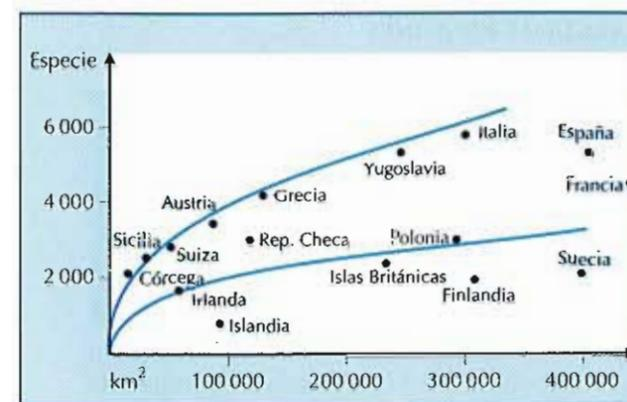 Especie
6 000
Italia
España
Yugoslavia
Francia
4 000
Austria
Grecia
Sicilia
Suiza
Rep. Checa
Polonia
2 000
Córcega
Islas Británicas
Suecia
Irlanda
Finlandia
Islandia
km²
100 000
200 000
300 000
400 000